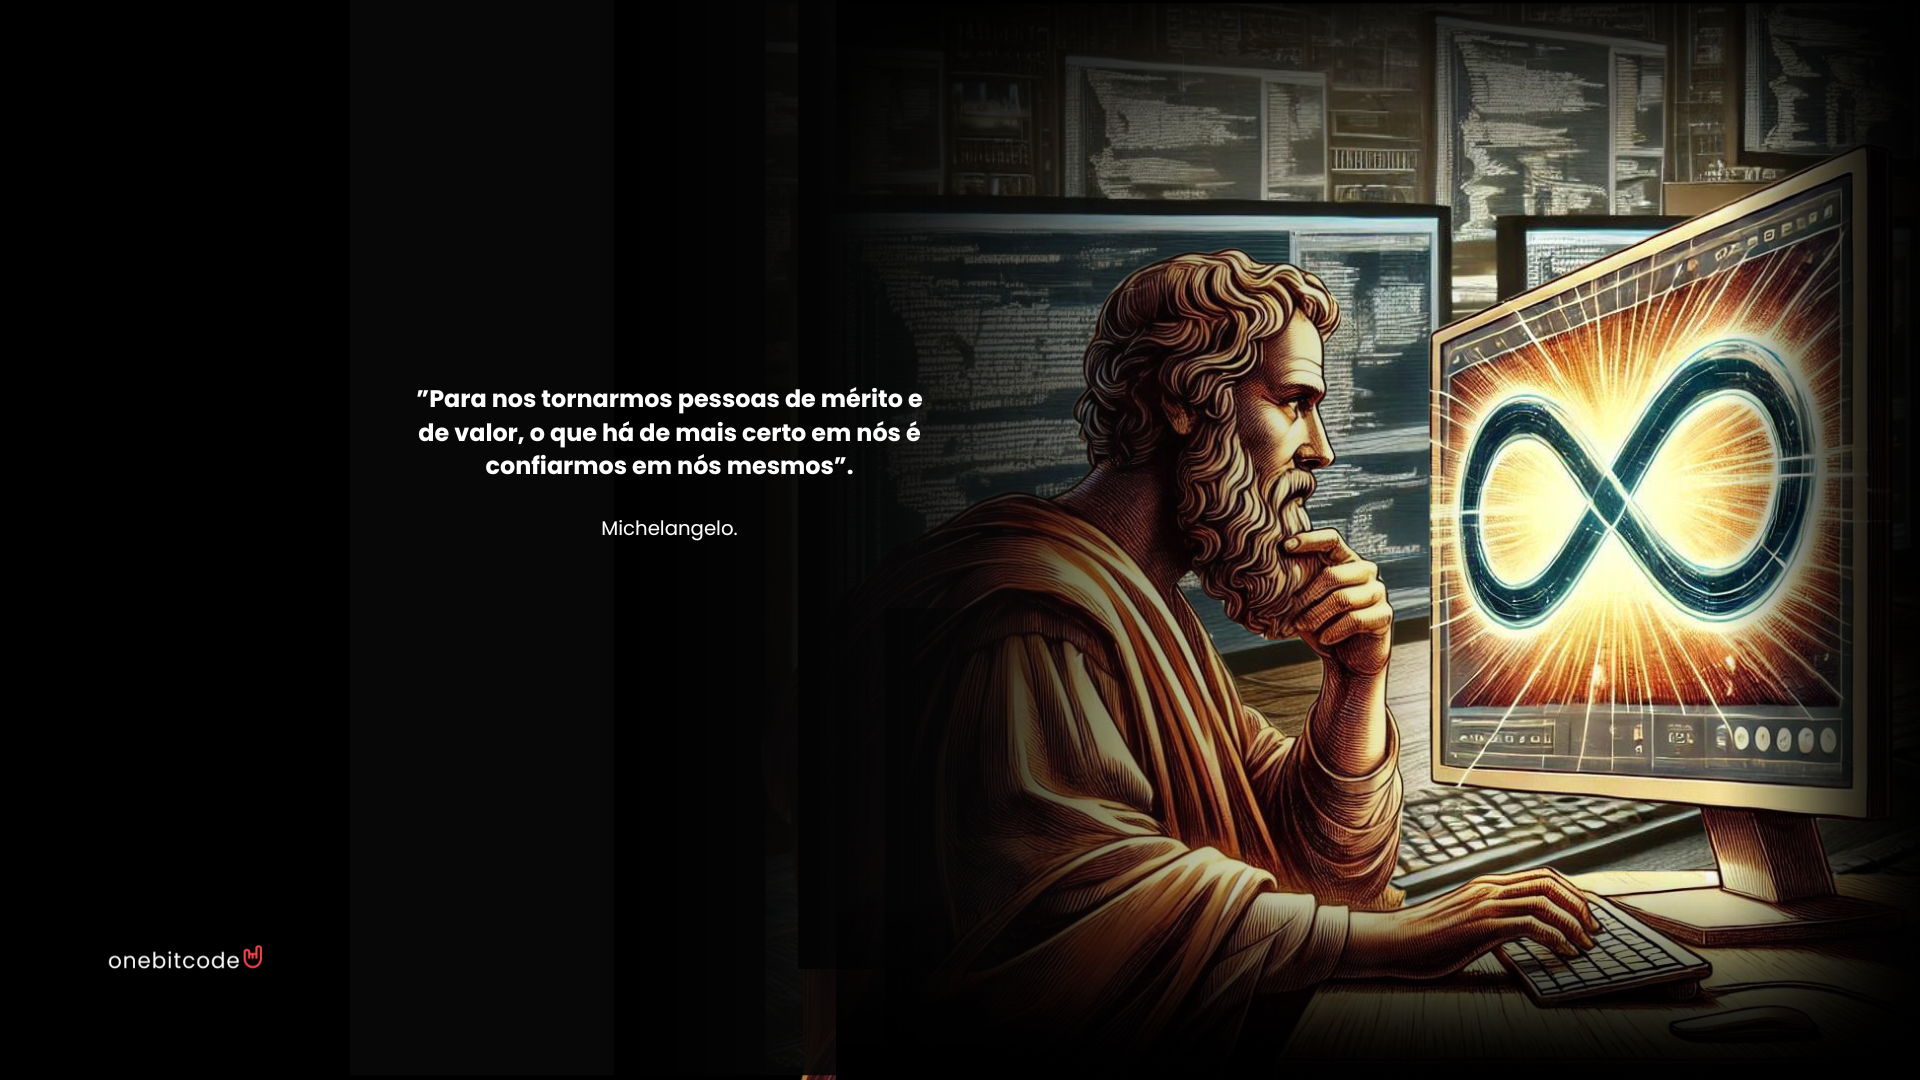 ”Para nos tornarmos pessoas de mérito e
de valor, o que há de mais certo em nós é
confiarmos em nós mesmos”.
Michelangelo.
onebitcode